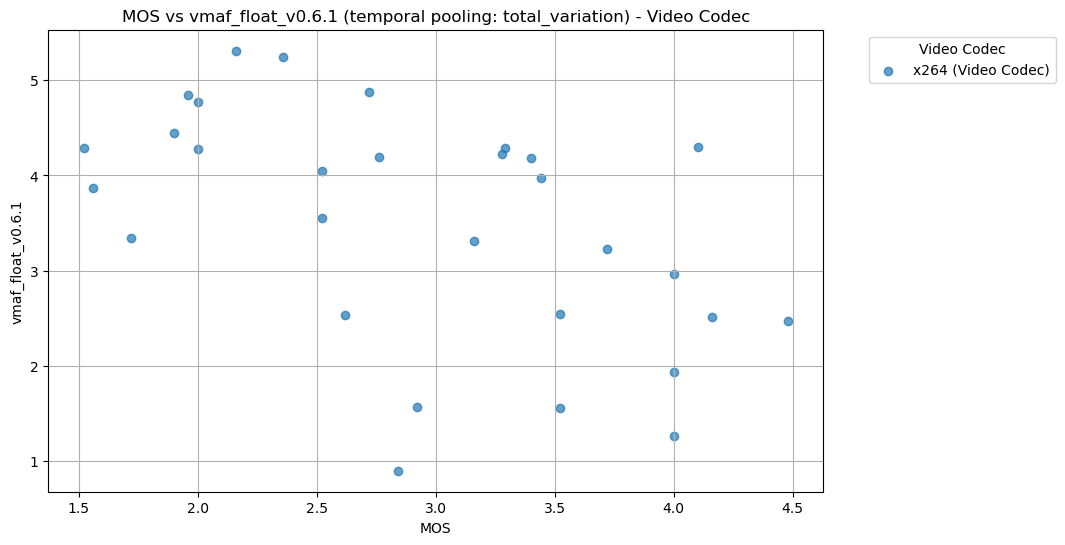 MOS vs vmaf_float_v0.6.1 (temporal pooling: total_variation) - Video Codec
Video Codec
x264 (Video Codec)
vmaf_float_v0.6.1
5
4
3
2
1
1.5 2.0 2.5 3.0 3.5 4.0 4.5
MOS